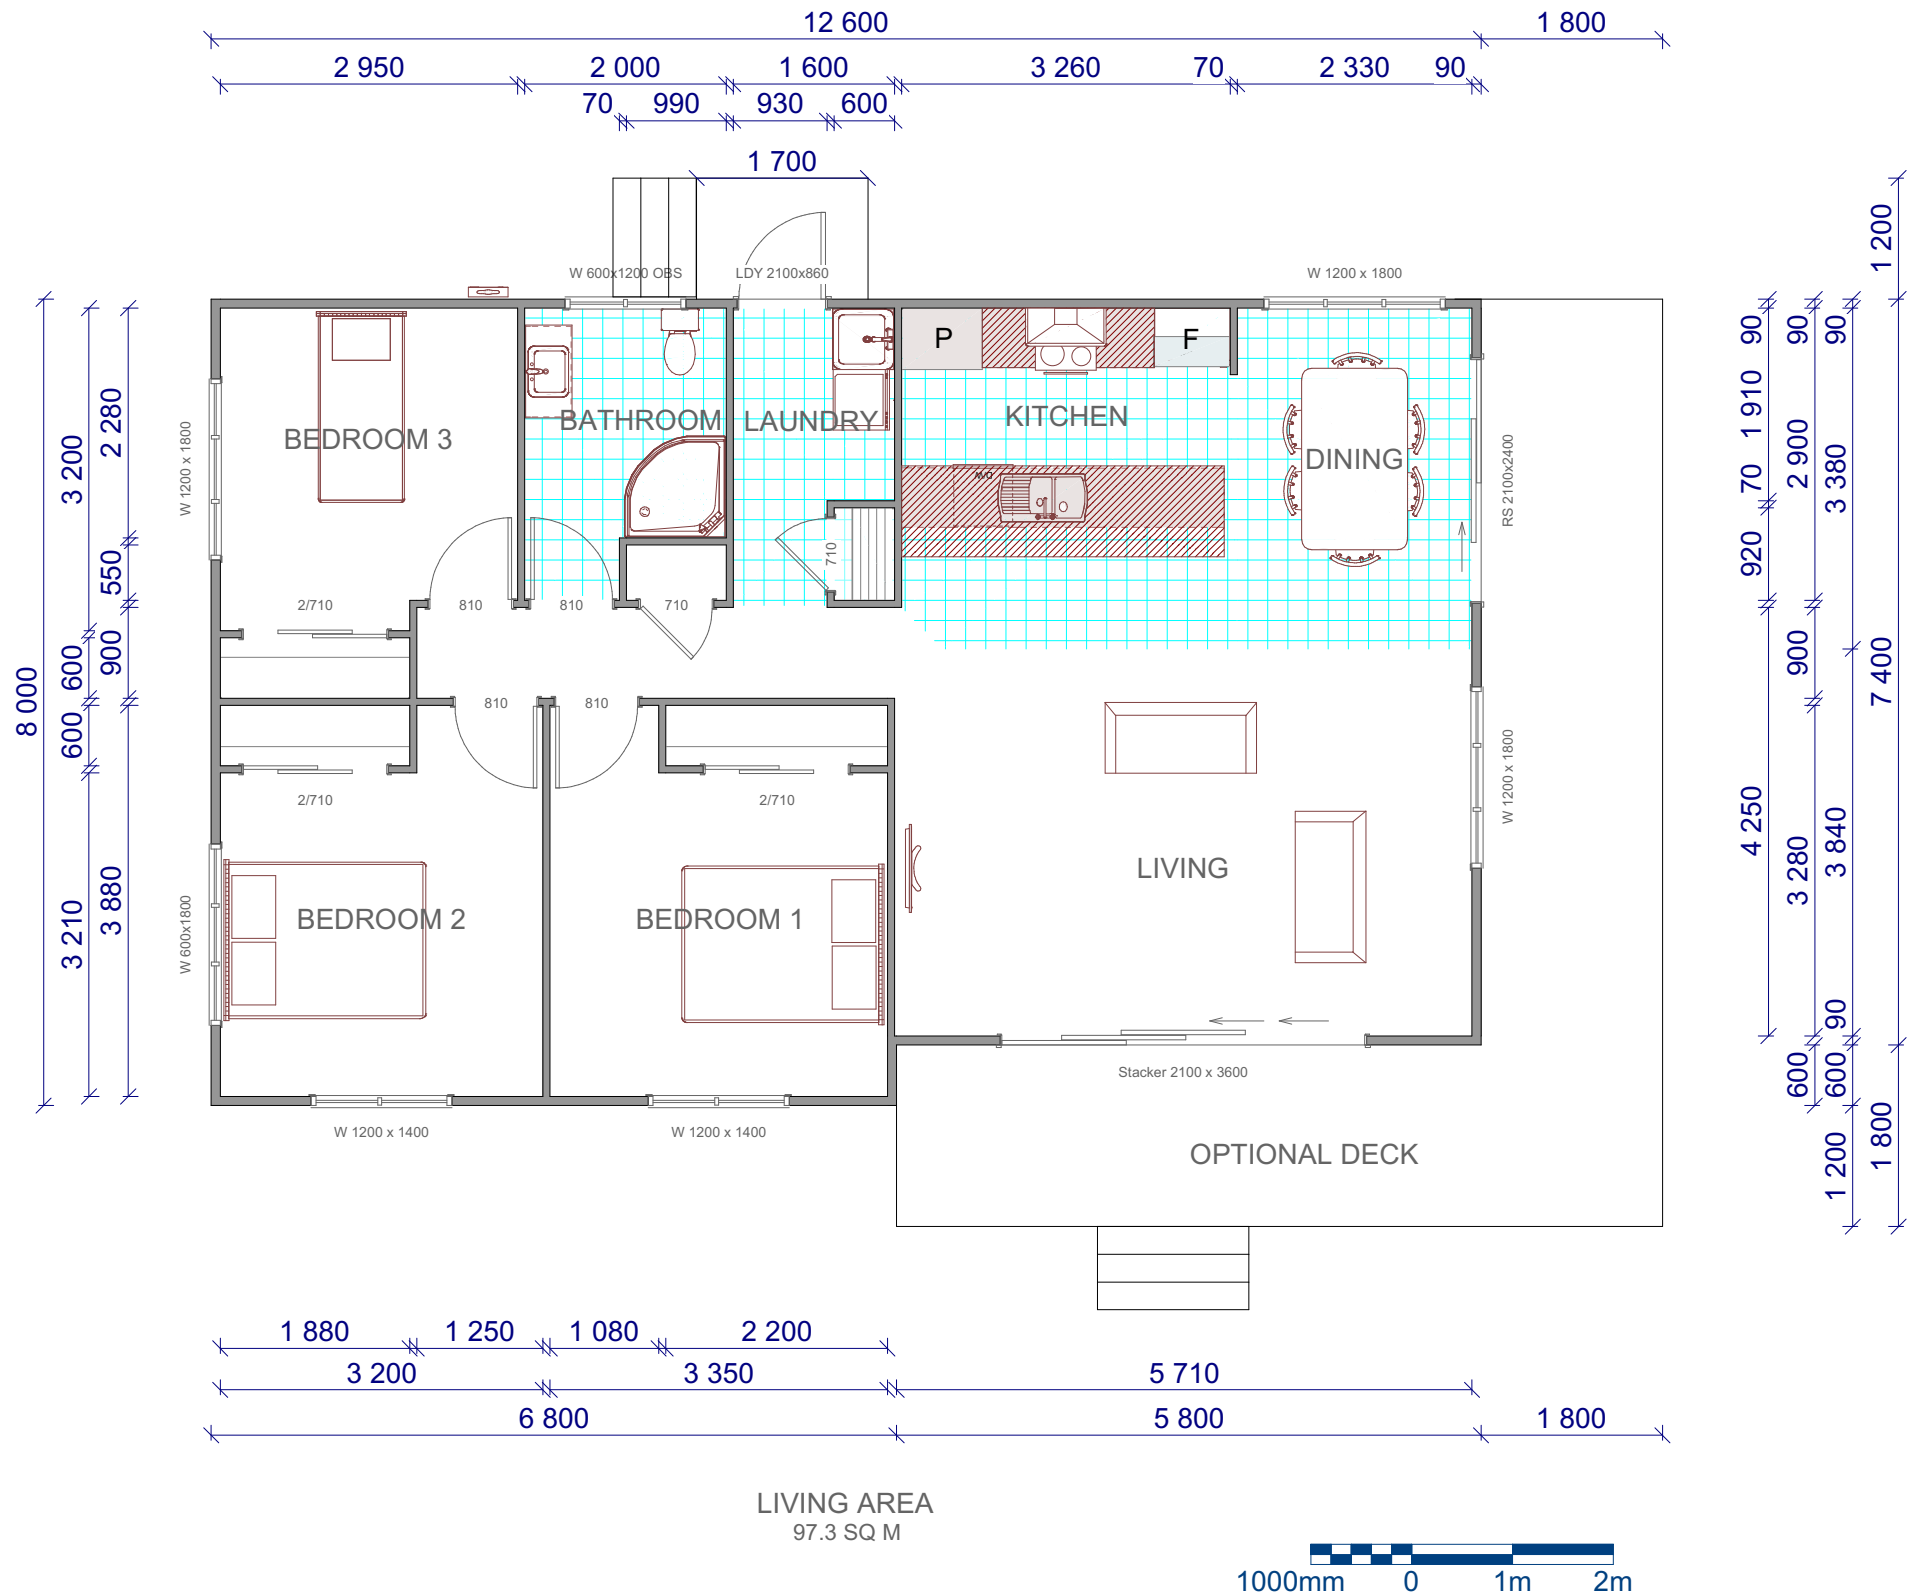 12 600
1 800
2 950
2 000
1 600
3 260
70
2 330
90
70
990
930
600
1 700
1 200
W 600x1200 OBS
LDY 2100x860
W 1200 x 1800
P
F
90
90
90
2 280
3 200
1 910
2 900
3 380
BEDROOM 3
BATHROOM
LAUNDRY
KITCHEN
DINING
W 1200 x 1800
RS 2100x2400
DW
70
920
550
710
2/710
810
810
710
900
600
900
8 000
7 400
600
810
810
2/710
2/710
W 1200 x 1800
4 250
3 840
3 280
LIVING
3 880
3 210
W 600x1800
BEDROOM 2
BEDROOM 1
90
600
600
Stacker 2100 x 3600
W 1200 x 1400
W 1200 x 1400
OPTIONAL DECK
1 800
1 200
1 880
1 250
1 080
2 200
3 200
3 350
5 710
6 800
5 800
1 800
LIVING AREA
97.3 SQ M
1000mm
0
1m
2m